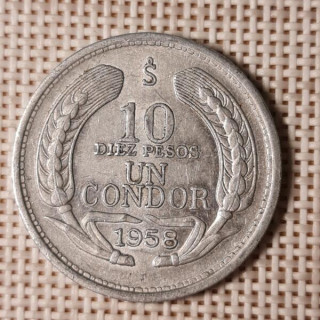 $
10
DIEZ PESOS
UN
CONDOR
1958